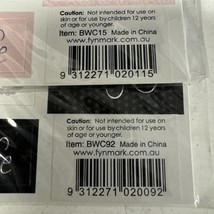 Caution: Not intended for use on
skin or for use by children 12 years
of age or younger.
Item: BWC15 Made in China
www.fynmark.com.au
9 312271 020115
Caution: Not intended for use on
skin or for use by children 12 years
of age or younger.
Item: BWC92 Made in China
www.fynmark.com.au
9 312271 020092